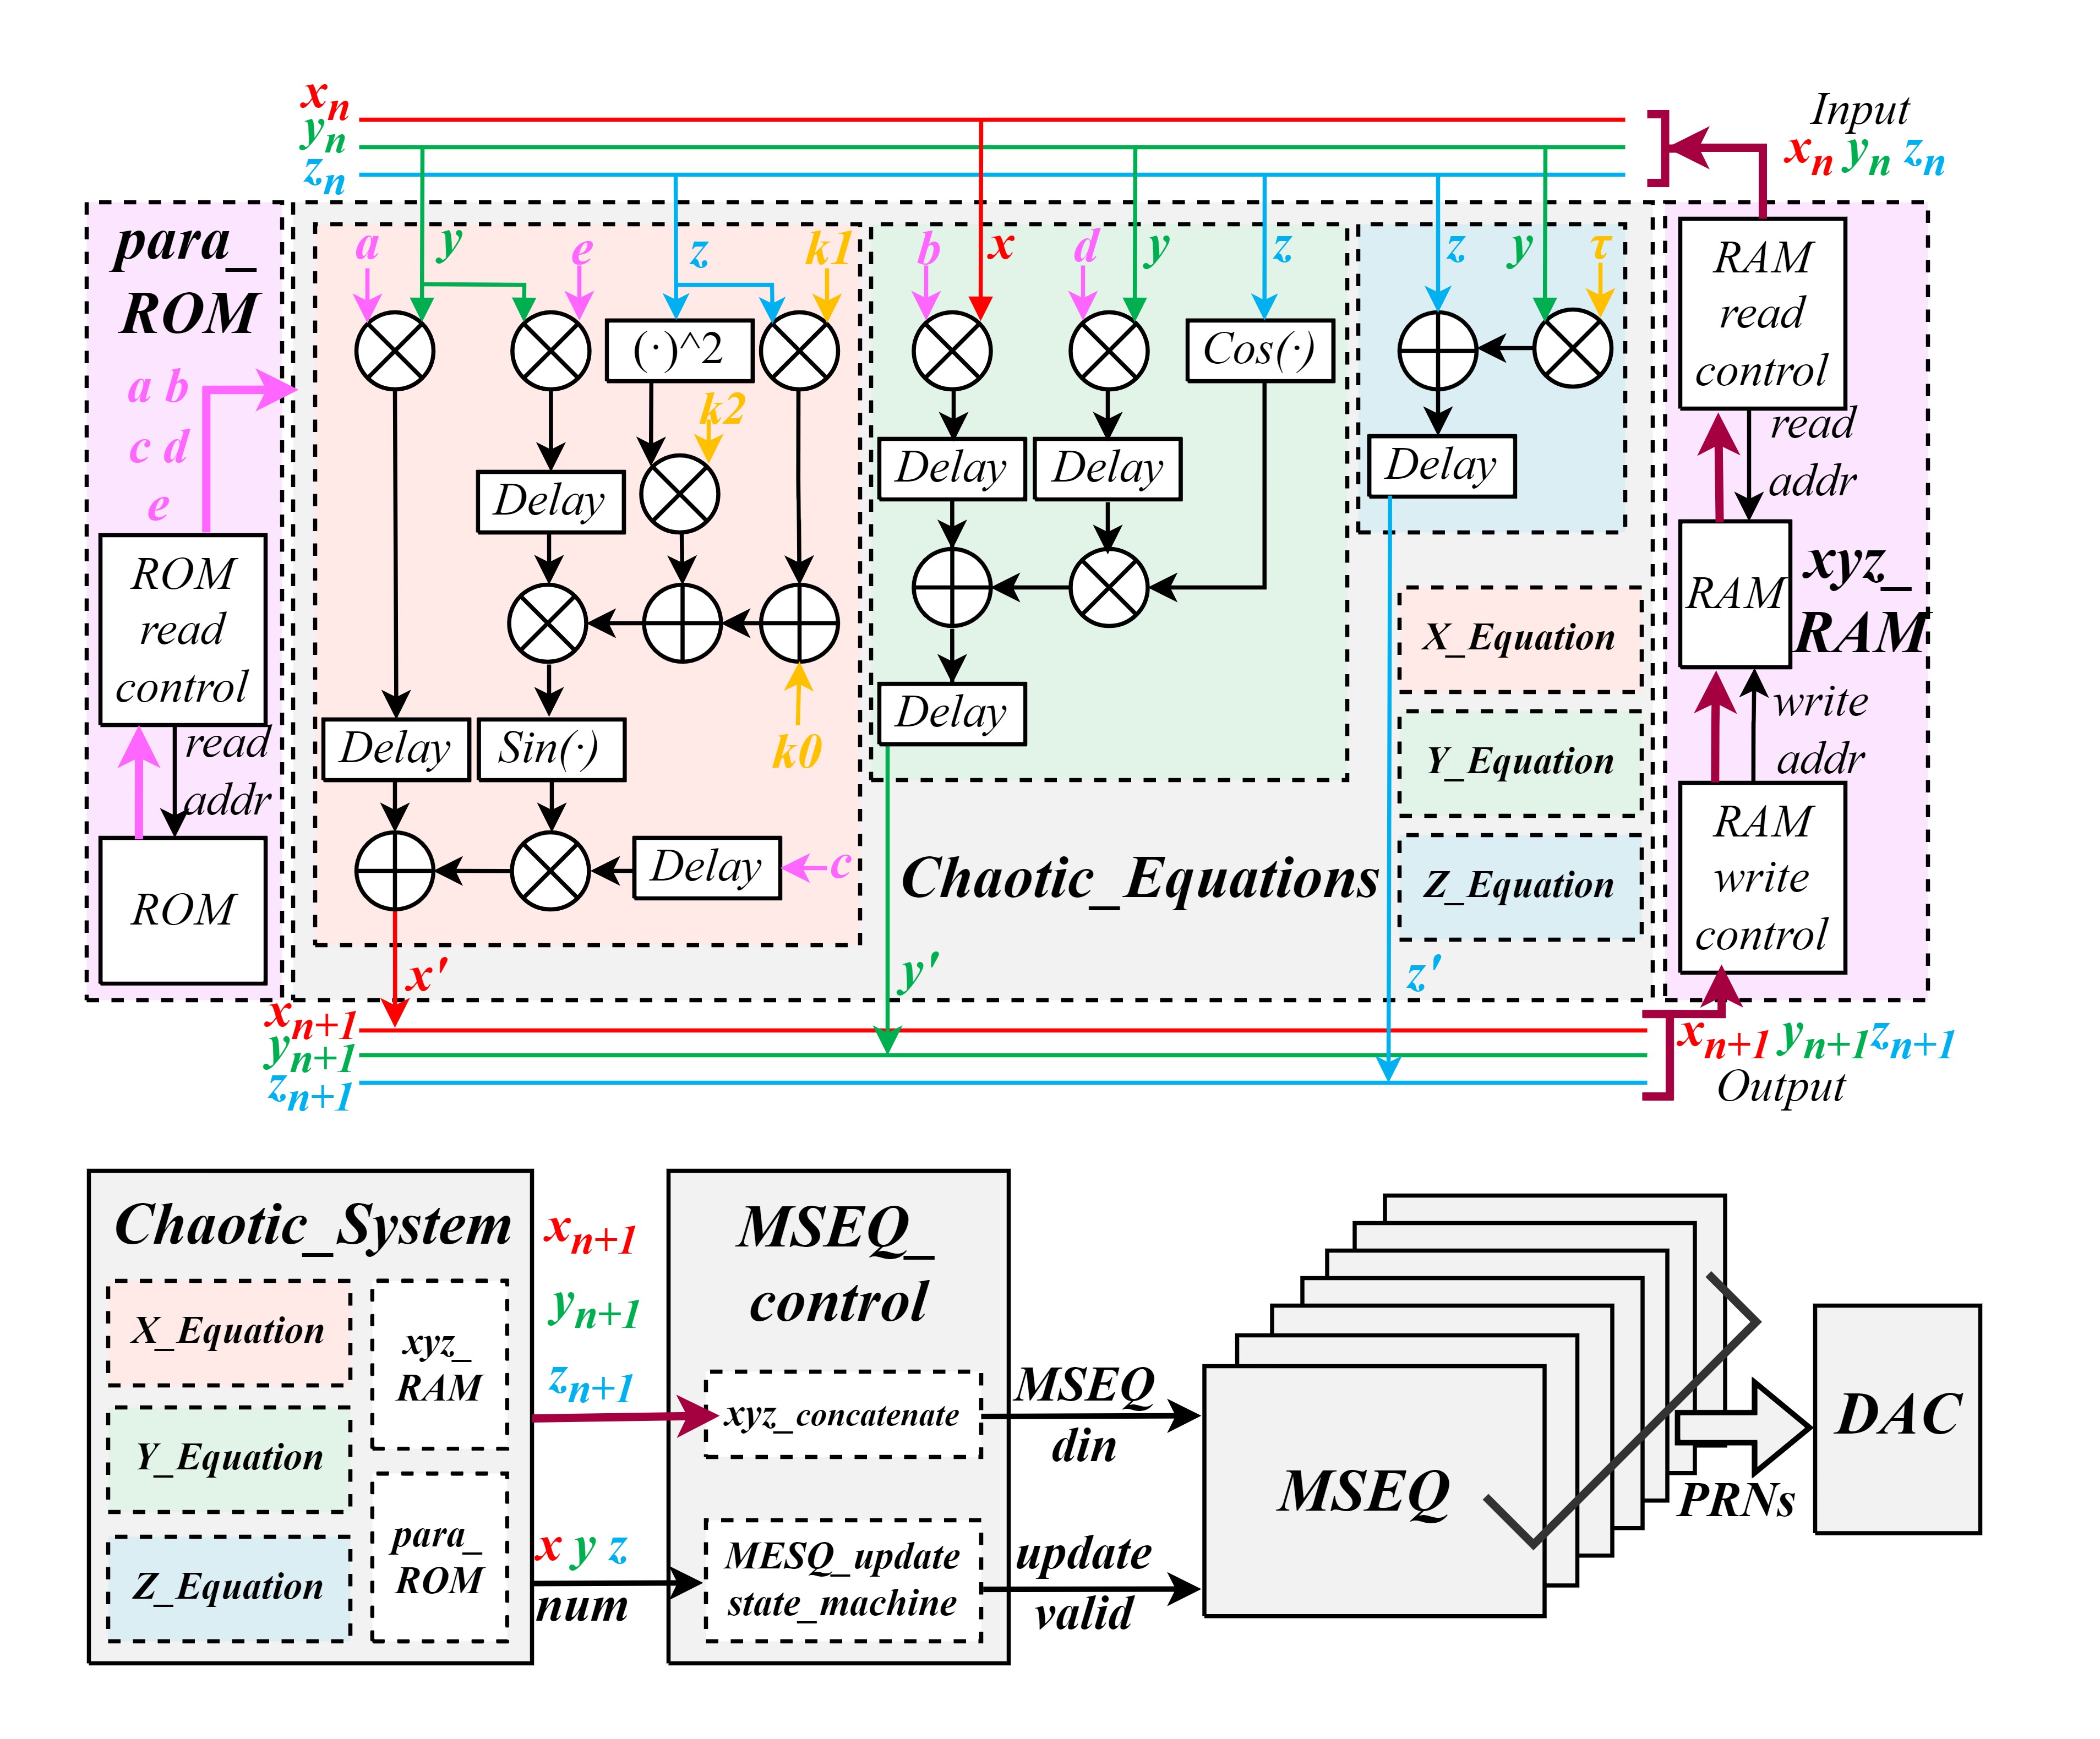 x_n
y_n
z_n
Input
x_n y_n z_n
para_
ROM
a b
c d
e
ROM
read
control
read
addr
ROM
a
y
e
z
k1
(·)^2
k2
Delay
k0
Delay
Sin(·)
Delay
c
x'
b
x
d
y
z
Cos(·)
Delay
Delay
Delay
y'
z
y
τ
Delay
z'
X_Equation
Y_Equation
Z_Equation
Chaotic_Equations
RAM
read
control
read
addr
RAM
xyz_
RAM
write
addr
RAM
write
control
x_{n+1}
y_{n+1}
z_{n+1}
x_{n+1} y_{n+1} z_{n+1}
Output
Chaotic_System
X_Equation
Y_Equation
Z_Equation
xyz_
RAM
para_
ROM
x_{n+1}
y_{n+1}
z_{n+1}
x y z
num
MSEQ_
control
xyz_concatenate
MESQ_update
state_machine
MSEQ
din
update
valid
MSEQ
PRNs
DAC